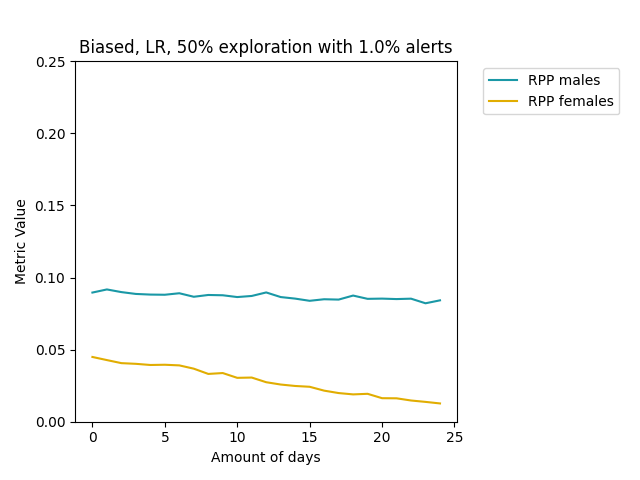 Biased, LR, 50% exploration with 1.0% alerts
RPP males
RPP females
Metric Value
0.25
0.20
0.15
0.10
0.05
0.00
0 5 10 15 20 25
Amount of days